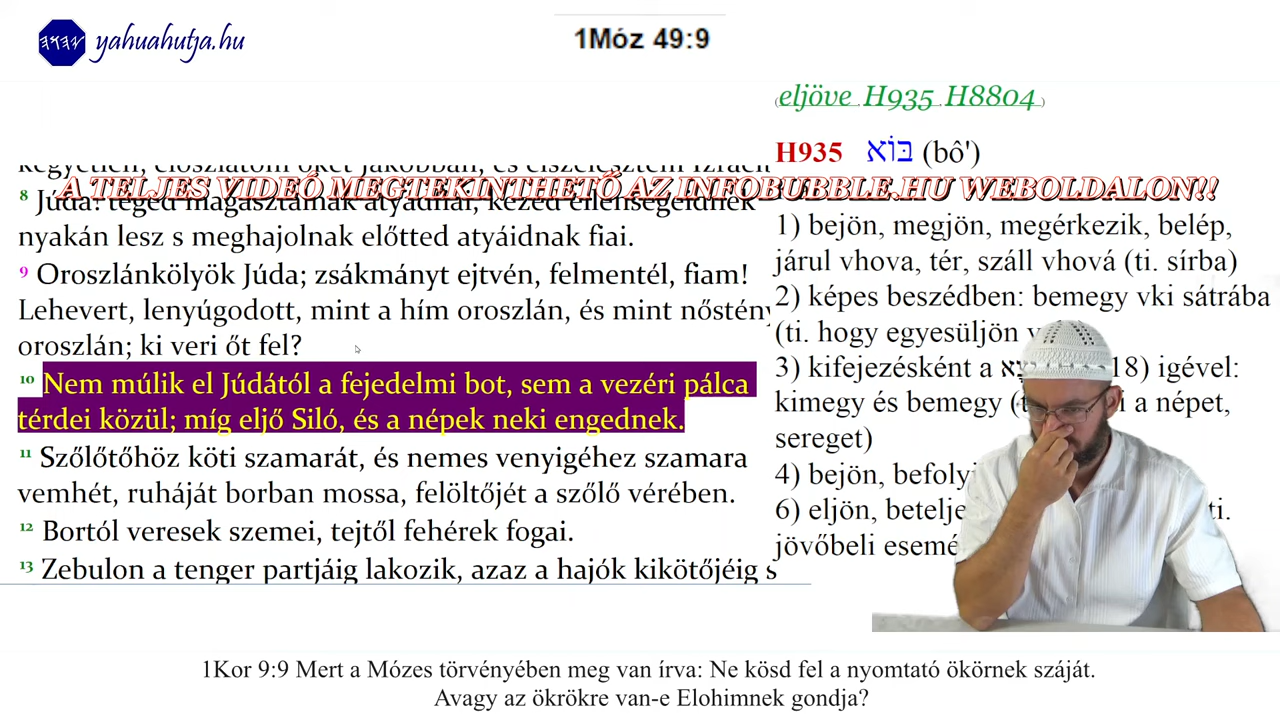 yahuahutja.hu
1Móz 49:9
(eljöve H935 H8804)
H935 בּוֹא (bô')
A TELJES VIDEÓ MEGTEKINTHETŐ AZ INFOBUBBLE.HU WEBOLDALON!!
8 Júda! téged magasztalnak atyádfiai, kezed ellenségeidnek
nyakán lesz s meghajolnak előtted atyáidnak fiai.
9 Oroszlánkölyök Júda; zsákmányt ejtvén, felmentél, fiam!
Lehevert, lenyúgodott, mint a hím oroszlán, és mint nőstény
oroszlán; ki veri őt fel?
10 Nem múlik el Júdától a fejedelmi bot, sem a vezéri pálca
térdei közül; míg eljő Siló, és a népek neki engednek.
11 Szőlőtőhöz köti szamarát, és nemes venyigéhez szamara
vemhét, ruháját borban mossa, felöltőjét a szőlő vérében.
12 Bortól veresek szemei, tejtől fehérek fogai.
13 Zebulon a tenger partjáig lakozik, azaz a hajók kikötőjéig s
1) bejön, megjön, megérkezik, belép,
járul vhova, tér, száll vhová (ti. sírba)
2) képes beszédben: bemegy vki sátrába
(ti. hogy egyesüljön
3) kifejezésként a 18) igével:
kimegy és bemegy i a népet,
sereget)
4) bejön,
6) eljön, ti.
jövőbeli
1Kor 9:9 Mert a Mózes törvényében meg van írva: Ne kösd fel a nyomtató ökörnek száját.
Avagy az ökrökre van-e Elohimnek gondja?